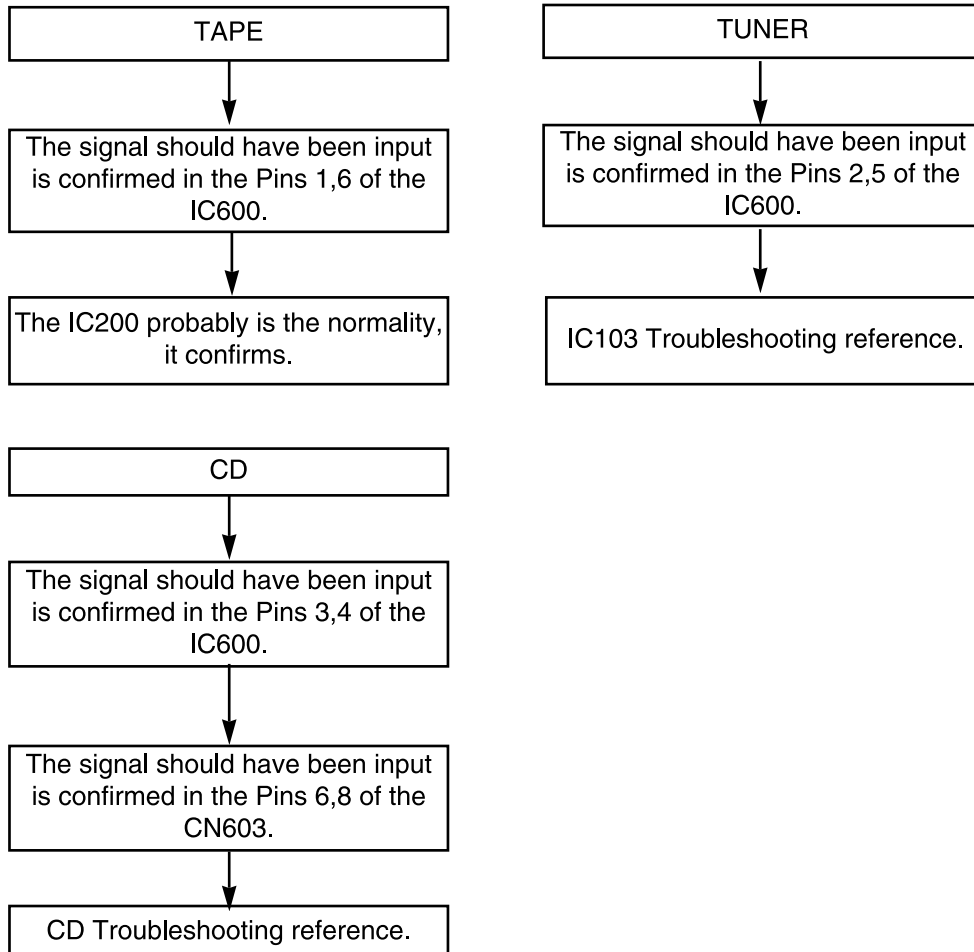 TAPE
The signal should have been input
is confirmed in the Pins 1,6 of the
IC600.
The IC200 probably is the normality,
it confirms.
TUNER
The signal should have been input
is confirmed in the Pins 2,5 of the
IC600.
IC103 Troubleshooting reference.
CD
The signal should have been input
is confirmed in the Pins 3,4 of the
IC600.
The signal should have been input
is confirmed in the Pins 6,8 of the
CN603.
CD Troubleshooting reference.